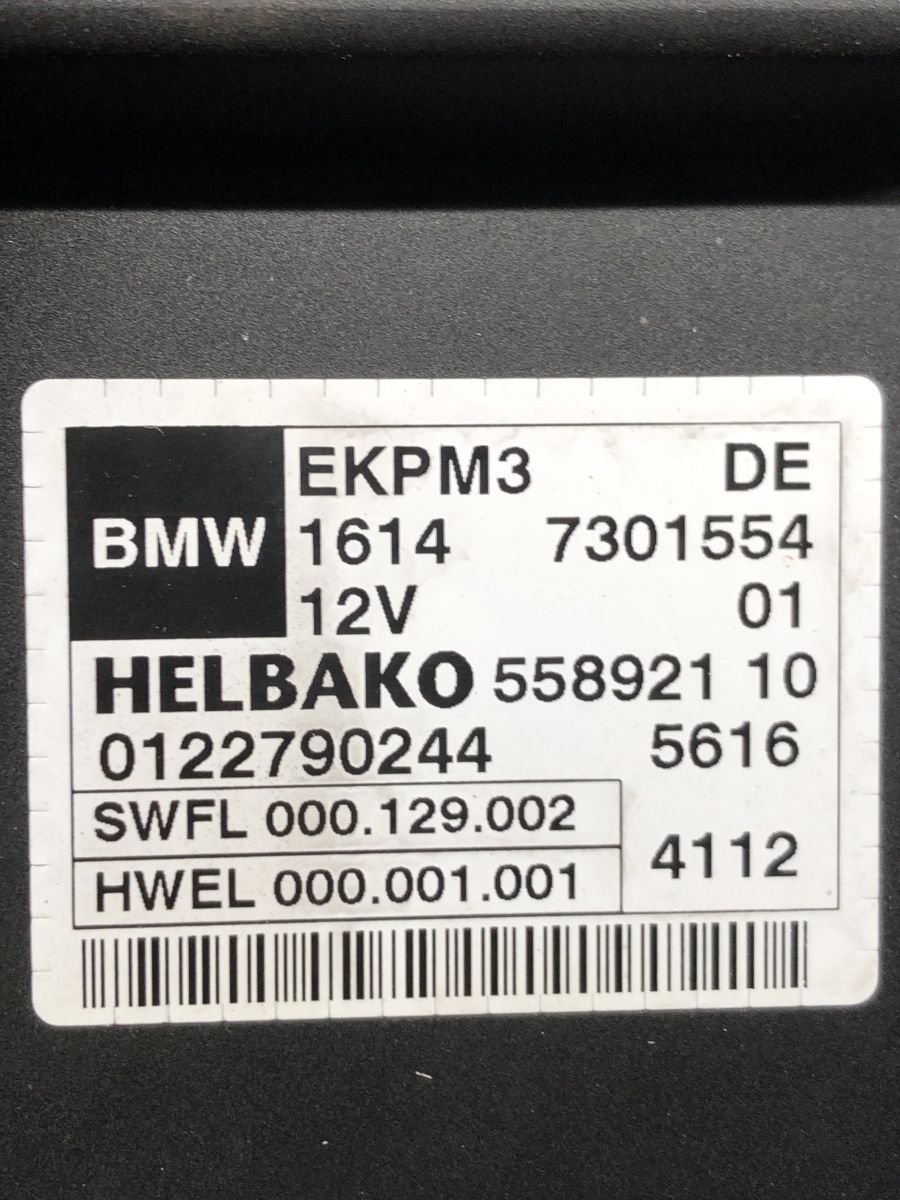 EKPM3 DE
BMW 1614 7301554
12V 01
HELBAKO 558921 10
0122790244 5616
SWFL 000.129.002
4112
HWEL 000.001.001